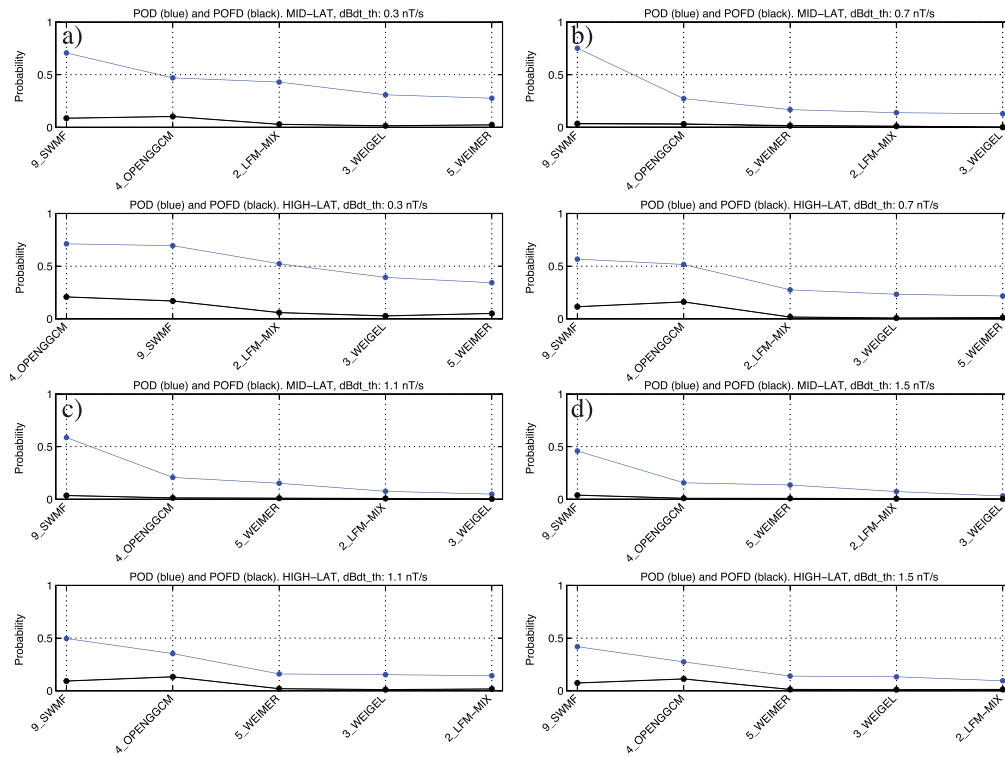 POD (blue) and POFD (black). MID−LAT, dBdt_th: 0.3 nT/s
a)
1
0.5
0
Probability
9_SWMF
4_OPENGGCM
2_LFM−MIX
3_WEIGEL
5_WEIMER
POD (blue) and POFD (black). MID−LAT, dBdt_th: 0.7 nT/s
b)
1
0.5
0
Probability
9_SWMF
4_OPENGGCM
5_WEIMER
2_LFM−MIX
3_WEIGEL
POD (blue) and POFD (black). HIGH−LAT, dBdt_th: 0.3 nT/s
1
0.5
0
Probability
4_OPENGGCM
9_SWMF
2_LFM−MIX
3_WEIGEL
5_WEIMER
POD (blue) and POFD (black). HIGH−LAT, dBdt_th: 0.7 nT/s
1
0.5
0
Probability
9_SWMF
4_OPENGGCM
2_LFM−MIX
3_WEIGEL
5_WEIMER
POD (blue) and POFD (black). MID−LAT, dBdt_th: 1.1 nT/s
c)
1
0.5
0
Probability
9_SWMF
4_OPENGGCM
5_WEIMER
2_LFM−MIX
3_WEIGEL
POD (blue) and POFD (black). MID−LAT, dBdt_th: 1.5 nT/s
d)
1
0.5
0
Probability
9_SWMF
4_OPENGGCM
5_WEIMER
2_LFM−MIX
3_WEIGEL
POD (blue) and POFD (black). HIGH−LAT, dBdt_th: 1.1 nT/s
1
0.5
0
Probability
9_SWMF
4_OPENGGCM
5_WEIMER
3_WEIGEL
2_LFM−MIX
POD (blue) and POFD (black). HIGH−LAT, dBdt_th: 1.5 nT/s
1
0.5
0
Probability
9_SWMF
4_OPENGGCM
5_WEIMER
3_WEIGEL
2_LFM−MIX